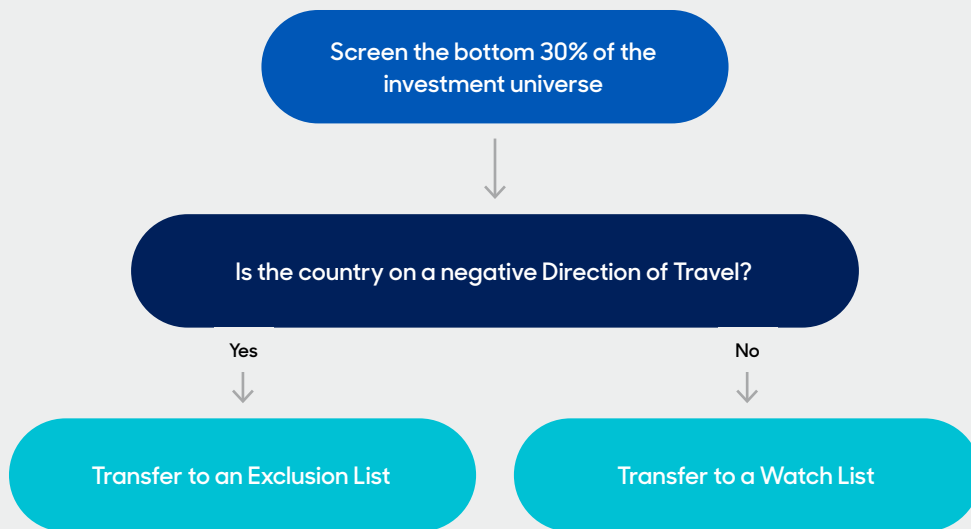 Screen the bottom 30% of the
investment universe
Is the country on a negative Direction of Travel?
Yes
No
Transfer to an Exclusion List
Transfer to a Watch List